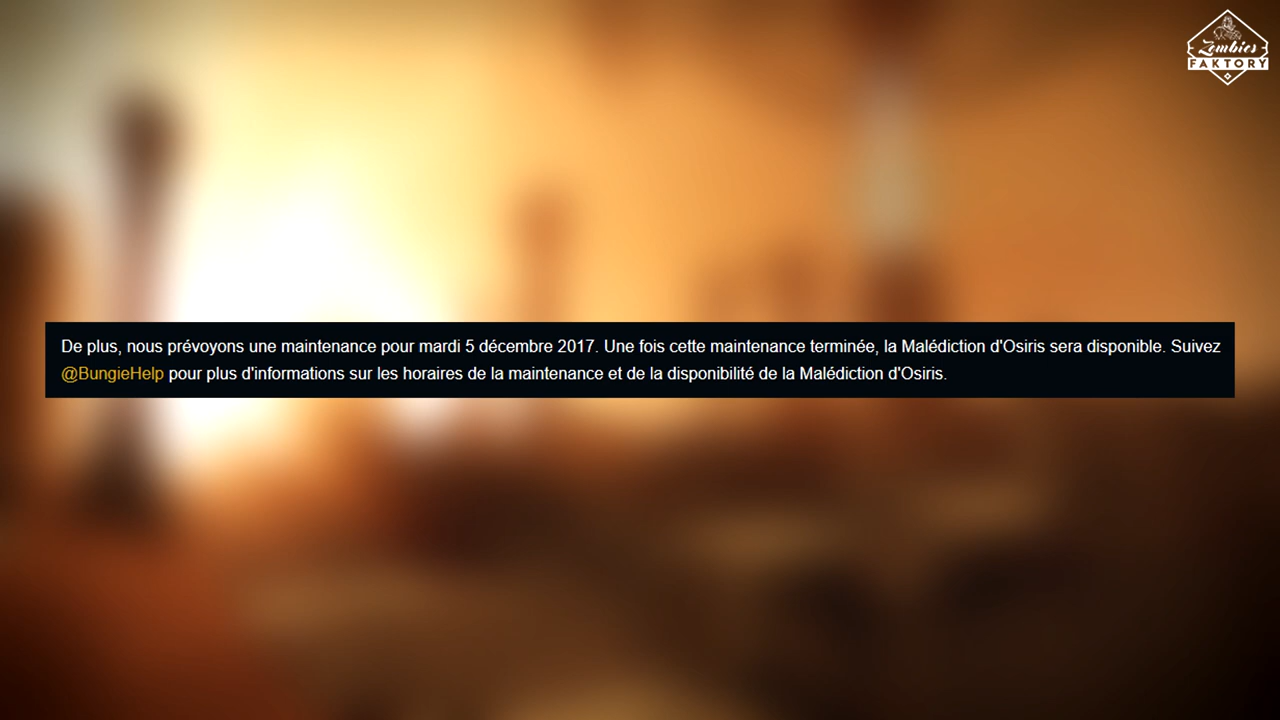 Zombies
FAKTORY
De plus, nous prévoyons une maintenance pour mardi 5 décembre 2017. Une fois cette maintenance terminée, la Malédiction d'Osiris sera disponible. Suivez
@BungieHelp pour plus d'informations sur les horaires de la maintenance et de la disponibilité de la Malédiction d'Osiris.